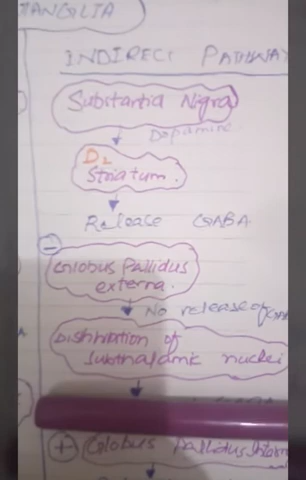 INDIRECT PATHWAY
Substantia Nigra
Dopamine
D2
Striatum.
Release GABA
−
Globus Pallidus
externa.
No release of
Disinhibition of
subthalamic nuclei
+ Globus Pallidus Intern